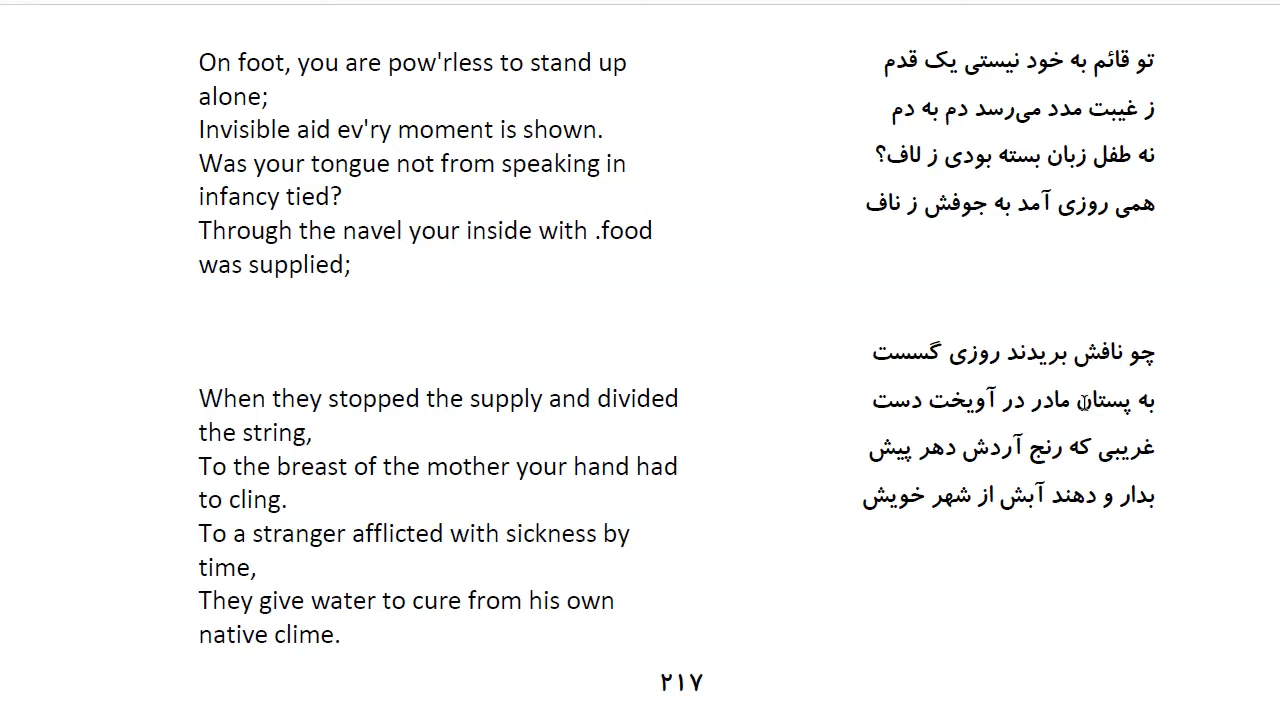 On foot, you are pow'rless to stand up
alone;
Invisible aid ev'ry moment is shown.
Was your tongue not from speaking in
infancy tied?
Through the navel your inside with .food
was supplied;
تو قائم به خود نیستی یک قدم
ز غیبت مدد می‌رسد دم به دم
نه طفل زبان بسته بودی ز لاف؟
همی روزی آمد به جوفش ز ناف
When they stopped the supply and divided
the string,
To the breast of the mother your hand had
to cling.
To a stranger afflicted with sickness by
time,
They give water to cure from his own
native clime.
چو نافش بریدند روزی گسست
به پستان مادر در آویخت دست
غریبی که رنج آردش دهر پیش
بدار و دهند آبش از شهر خویش
۲۱۷